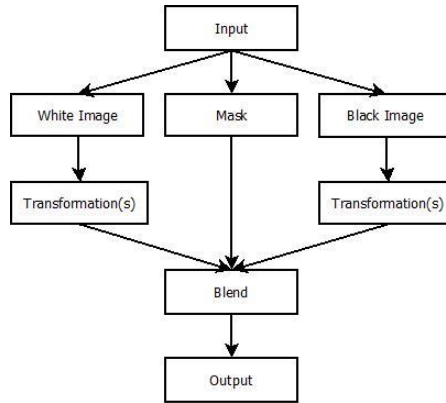 Input
White Image
Mask
Black Image
Transformation(s)
Transformation(s)
Blend
Output